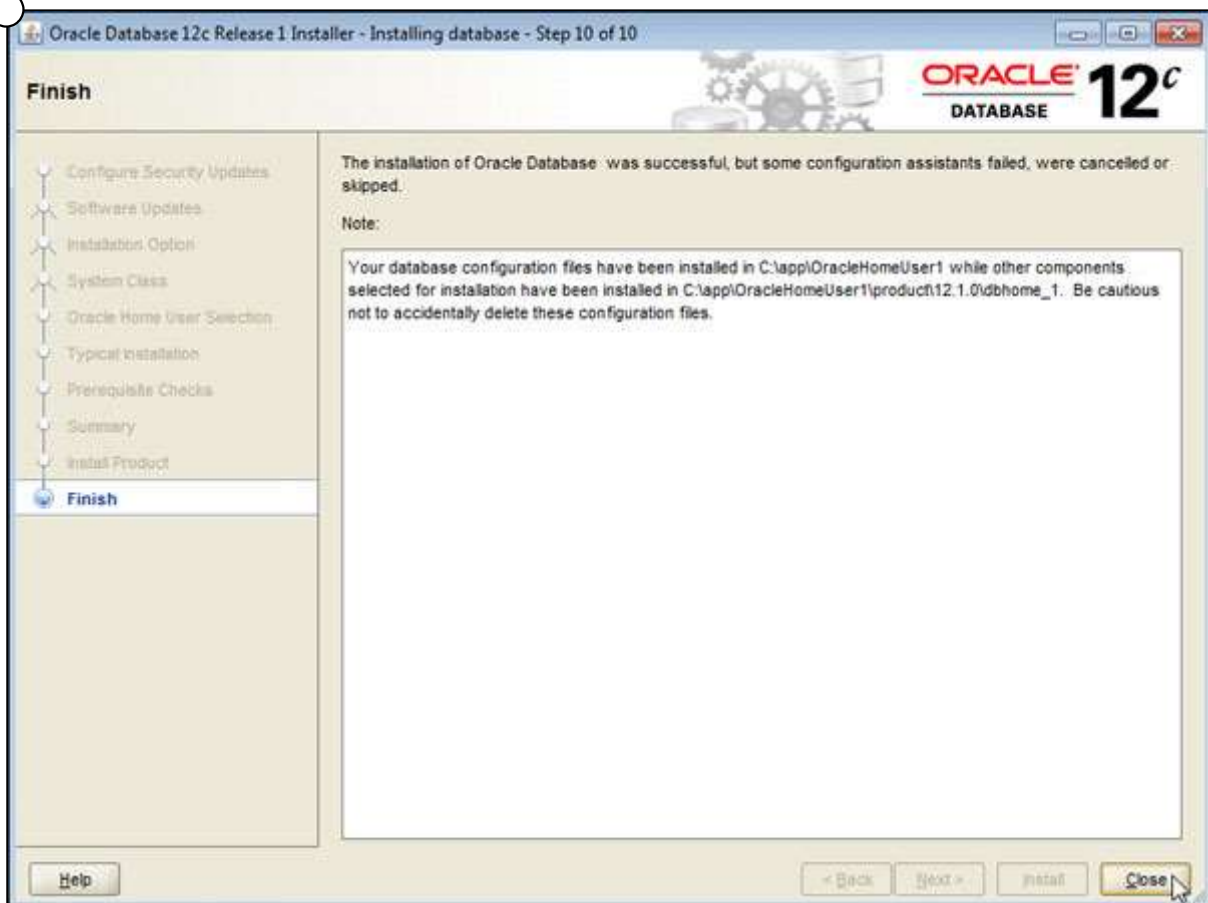 Oracle Database 12c Release 1 Installer - Installing database - Step 10 of 10
Finish
ORACLE
DATABASE
12c
Configure Security Updates
Software Updates
Installation Option
System Class
Oracle Home User Selection
Typical Installation
Prerequisite Checks
Summary
Install Product
Finish
The installation of Oracle Database was successful, but some configuration assistants failed, were cancelled or
skipped.
Note:
Your database configuration files have been installed in C:\app\OracleHomeUser1 while other components
selected for installation have been installed in C:\app\OracleHomeUser1\product\12.1.0\dbhome_1. Be cautious
not to accidentally delete these configuration files.
Help
< Back
Next >
Install
Close